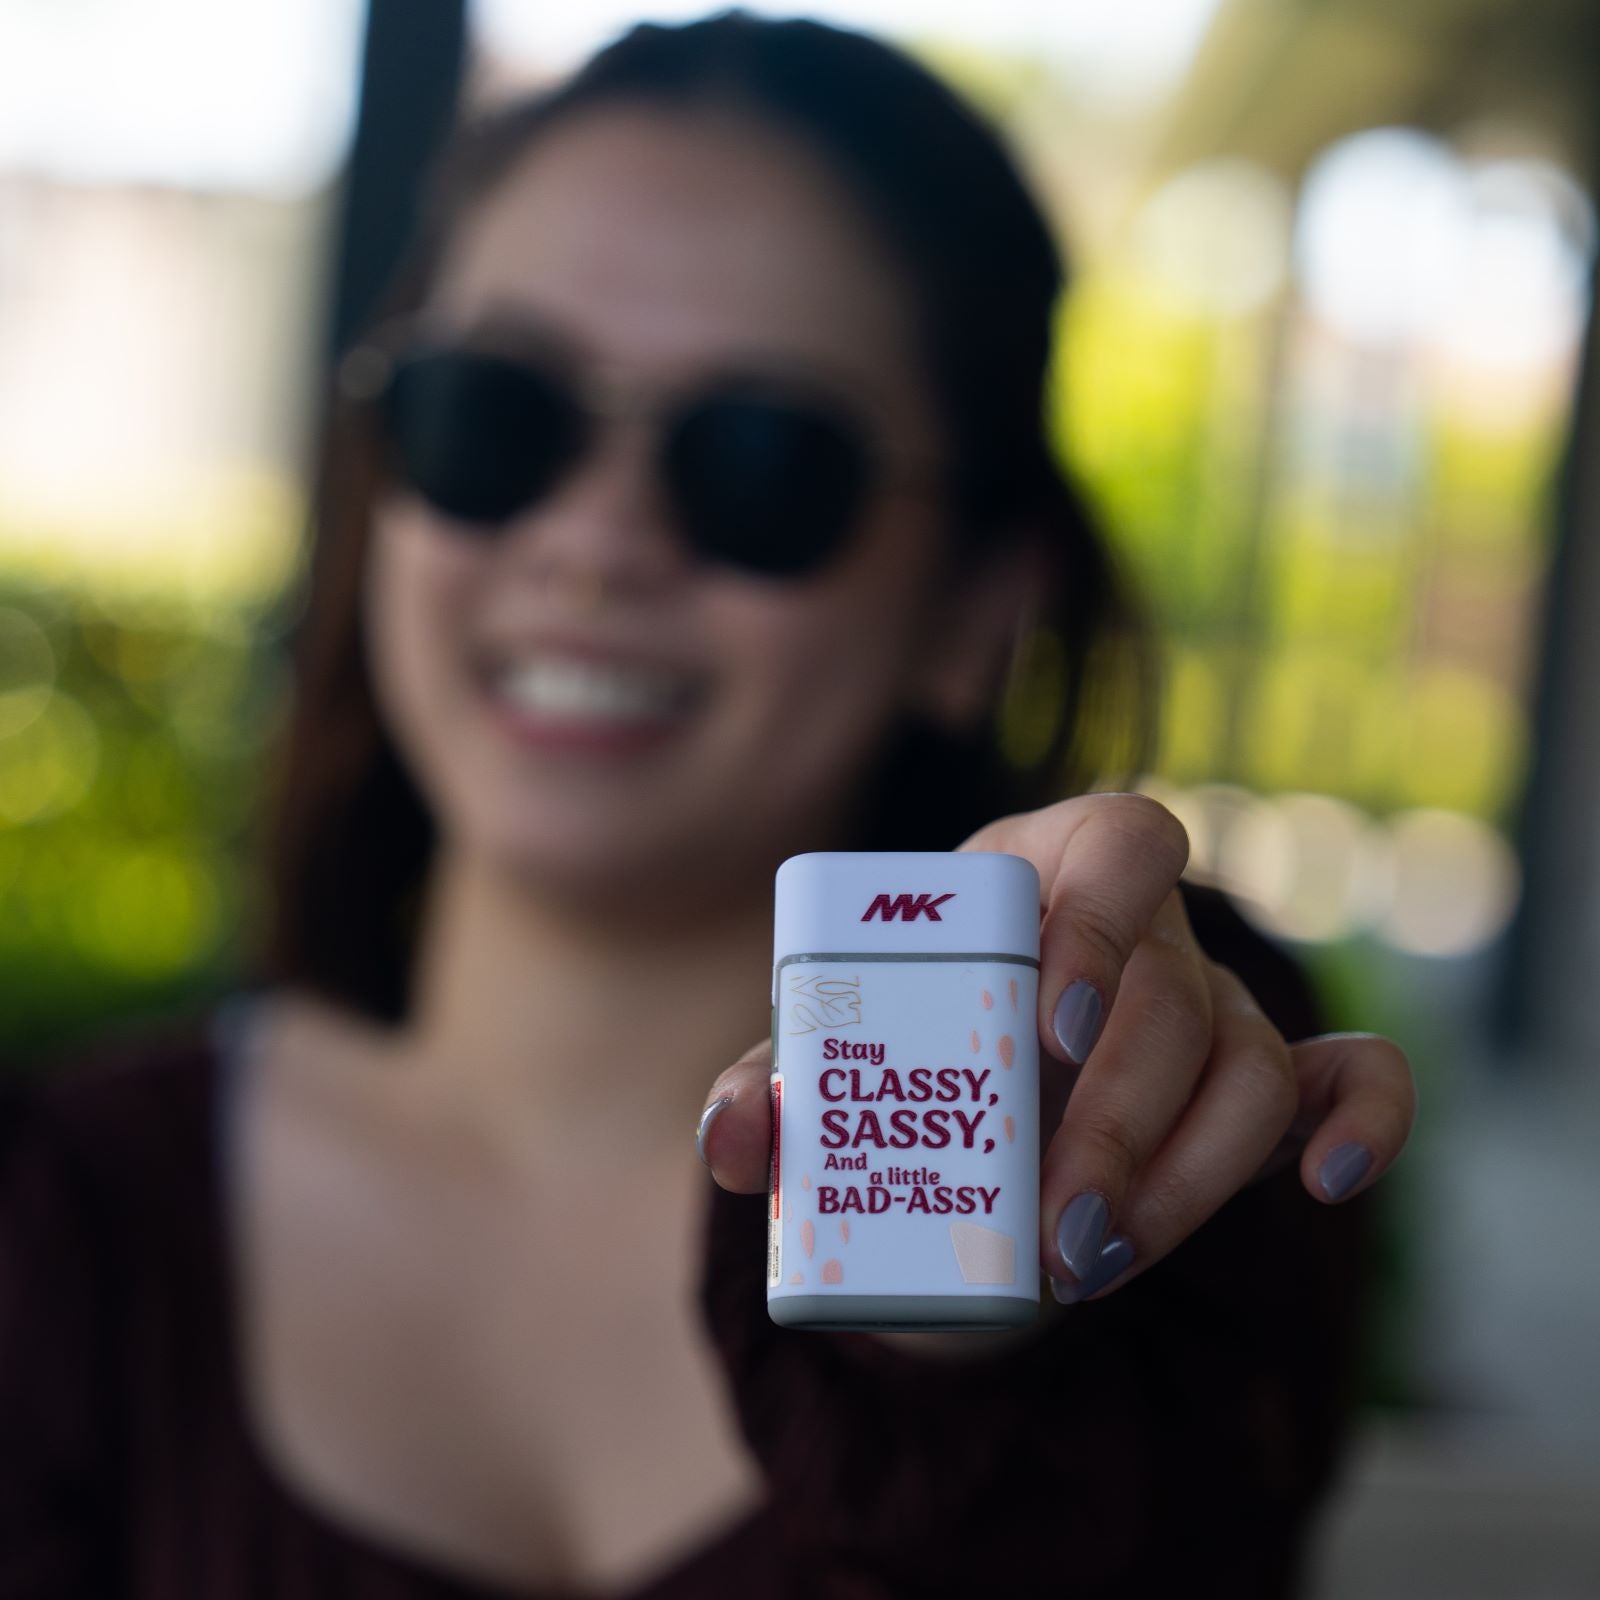 MK
Stay
CLASSY,
SASSY,
And
a little
BAD-ASSY